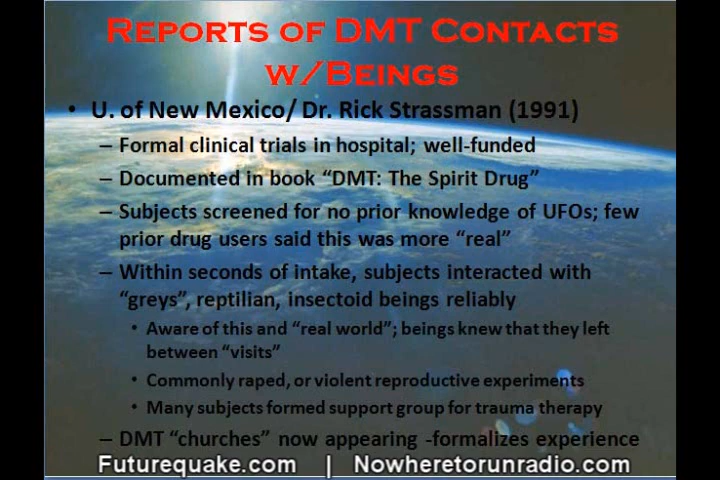 Reports of DMT Contacts
w/Beings
• U. of New Mexico/ Dr. Rick Strassman (1991)
– Formal clinical trials in hospital; well-funded
– Documented in book “DMT: The Spirit Drug”
– Subjects screened for no prior knowledge of UFOs; few
prior drug users said this was more “real”
– Within seconds of intake, subjects interacted with
“greys”, reptilian, insectoid beings reliably
• Aware of this and “real world”; beings knew that they left
between “visits”
• Commonly raped, or violent reproductive experiments
• Many subjects formed support group for trauma therapy
– DMT “churches” now appearing -formalizes experience
Futurequake.com | Nowheretorunradio.com